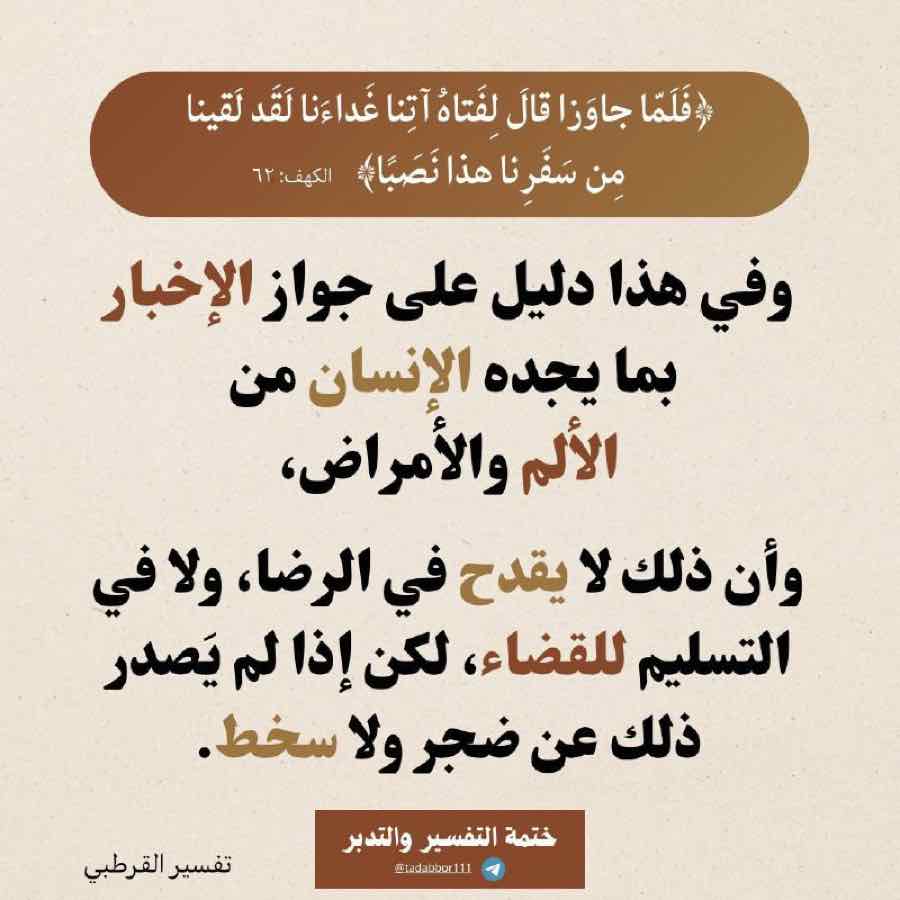 ﴿فَلَمّا جاوَزا قالَ لِفَتاهُ آتِنا غَداءَنا لَقَد لَقينا
مِن سَفَرِنا هذا نَصَبًا﴾ الكهف: ٦٢
وفي هذا دليل على جواز الإخبار
بما يجده الإنسان من
الألم والأمراض،
وأن ذلك لا يقدح في الرضا، ولا في
التسليم للقضاء، لكن إذا لم يَصدر
ذلك عن ضجر ولا سخط.
ختمة التفسير والتدبر
@tadabbor111
تفسير القرطبي